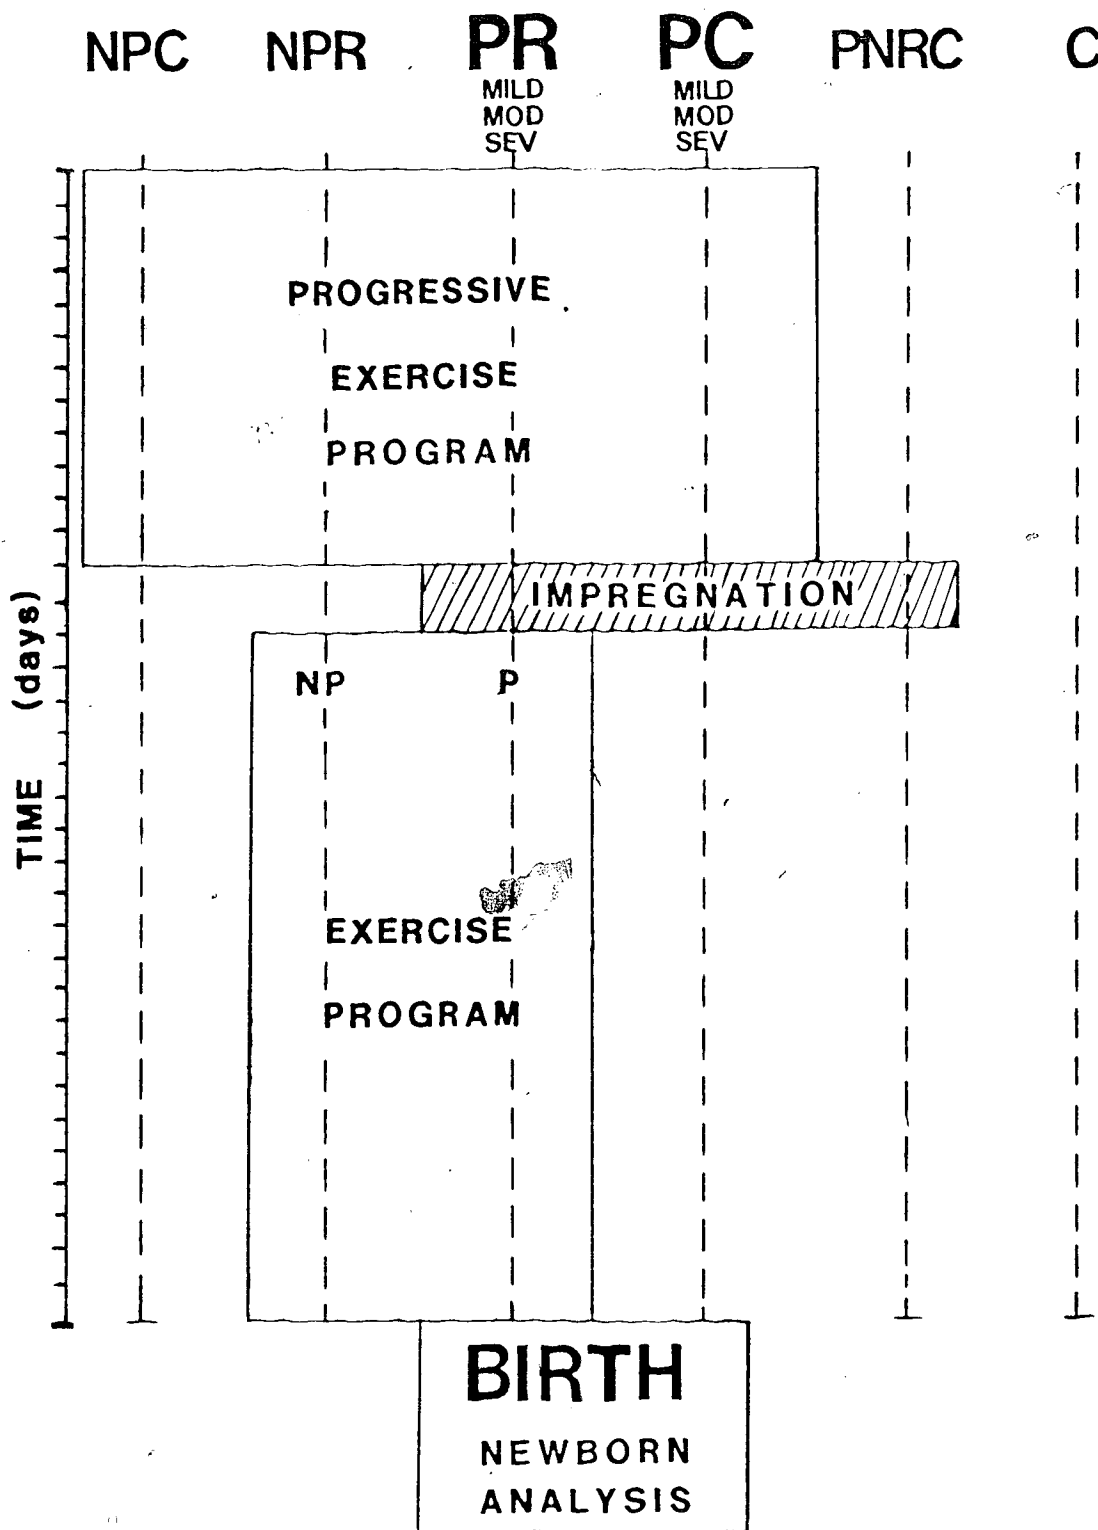 NPC NPR PR PC PNRC C
MILD MILD
MOD MOD
SEV SEV
PROGRESSIVE
EXERCISE
PROGRAM
IMPREGNATION
TIME (days)
NP P
EXERCISE
PROGRAM
BIRTH
NEWBORN
ANALYSIS